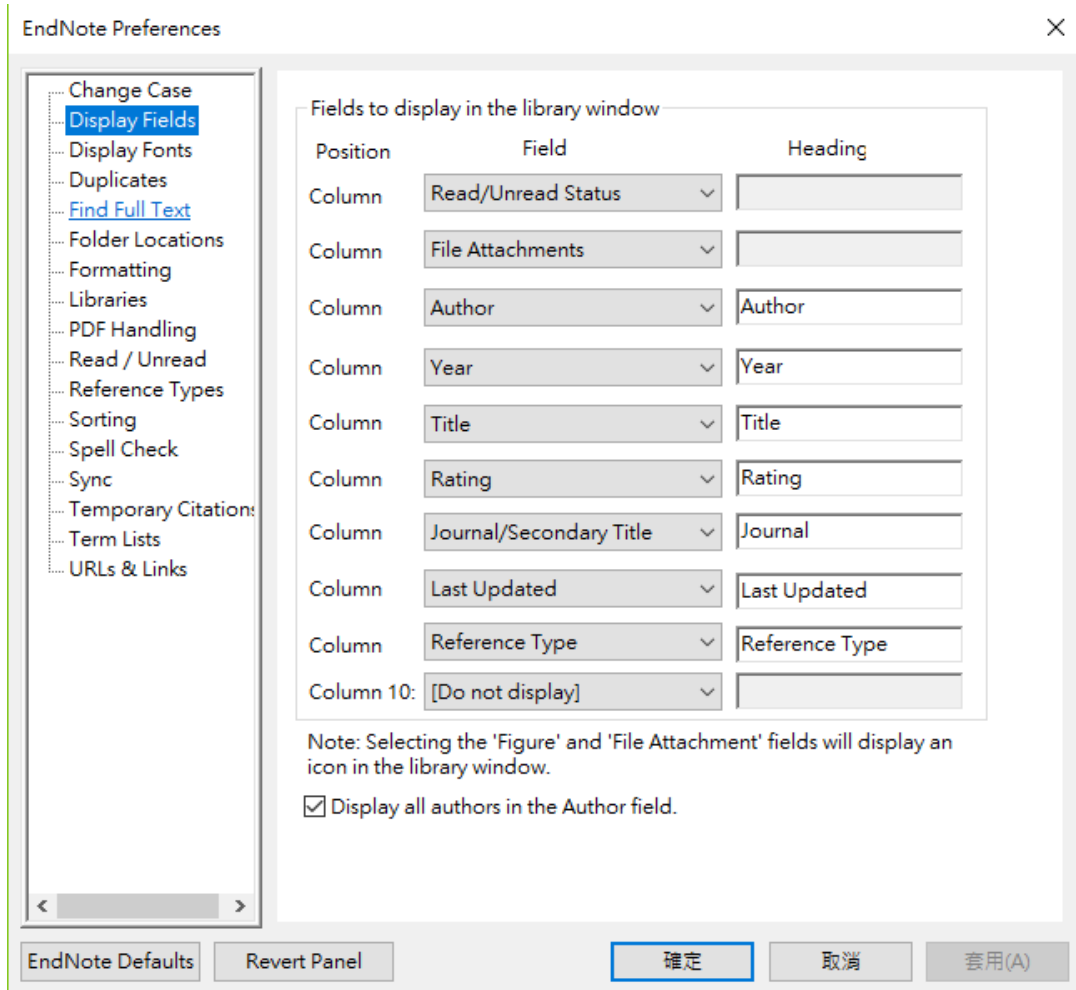 EndNote Preferences
Change Case
Display Fields
Display Fonts
Duplicates
Find Full Text
Folder Locations
Formatting
Libraries
PDF Handling
Read / Unread
Reference Types
Sorting
Spell Check
Sync
Temporary Citations
Term Lists
URLs & Links
Fields to display in the library window
Position Field Heading
Column Read/Unread Status
Column File Attachments
Column Author Author
Column Year Year
Column Title Title
Column Rating Rating
Column Journal/Secondary Title Journal
Column Last Updated Last Updated
Column Reference Type Reference Type
Column 10: [Do not display]
Note: Selecting the 'Figure' and 'File Attachment' fields will display an
icon in the library window.
Display all authors in the Author field.
EndNote Defaults Revert Panel 確定 取消 套用(A)